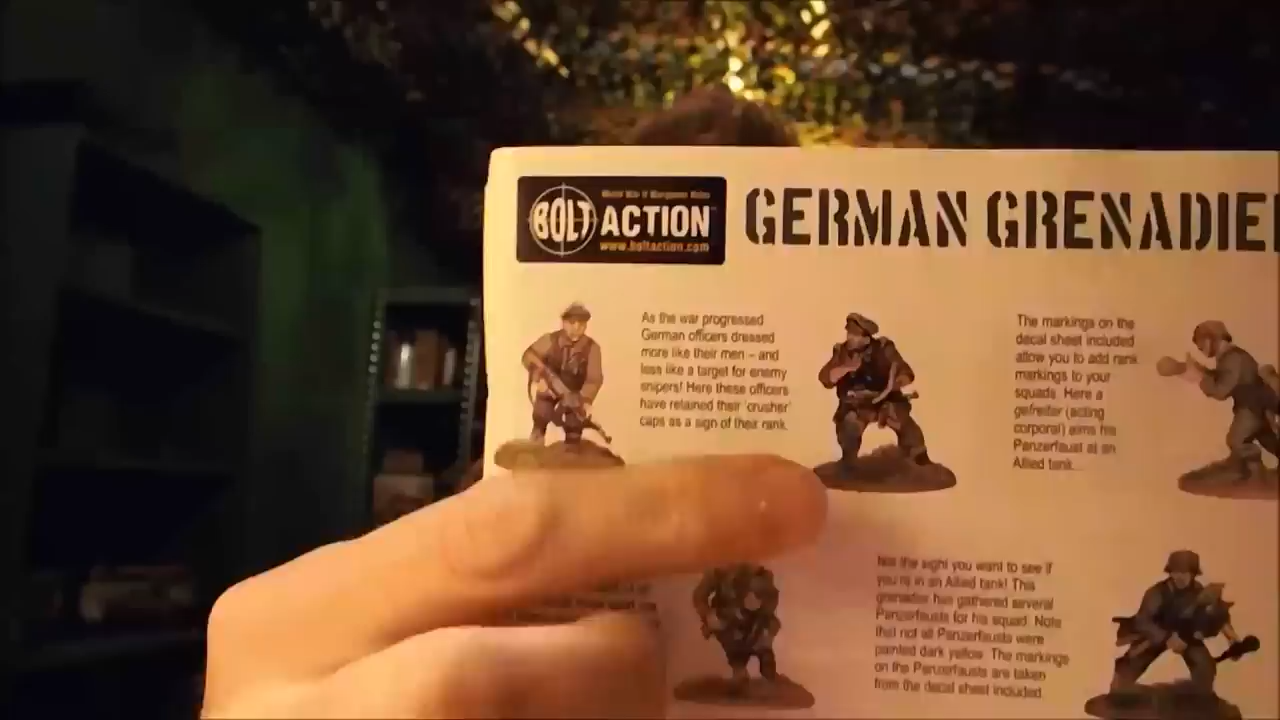 World War II Wargames Rules
BOLT ACTION
www.boltaction.com
GERMAN GRENADIE
As the war progressed
German officers dressed
more like their men – and
less like a target for enemy
snipers! Here these officers
have retained their 'crusher'
caps as a sign of their rank.
The markings on the
decal sheet included
allow you to add rank
markings to your
squads. Here a
gefreiter (acting
corporal) aims his
Panzerfaust at an
Allied tank...
Not the sight you want to see if
you're in an Allied tank! This
grenadier has gathered several
Panzerfausts for his squad. Note
that not all Panzerfausts were
painted dark yellow. The markings
on the Panzerfausts are taken
from the decal sheet included.